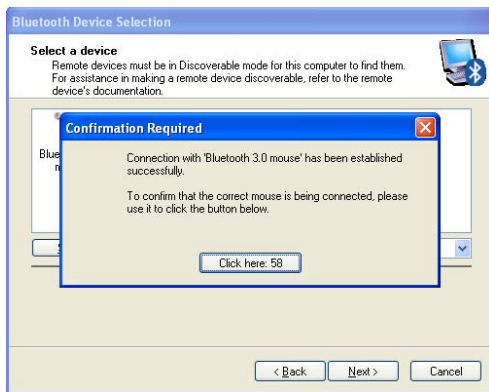 Bluetooth Device Selection
Select a device
Remote devices must be in Discoverable mode for this computer to find them.
For assistance in making a remote device discoverable, refer to the remote
device's documentation.
Confirmation Required
Blue
Connection with 'Bluetooth 3.0 mouse' has been established
successfully.
To confirm that the correct mouse is being connected, please
use it to click the button below.
Click here: 58
< Back
Next >
Cancel